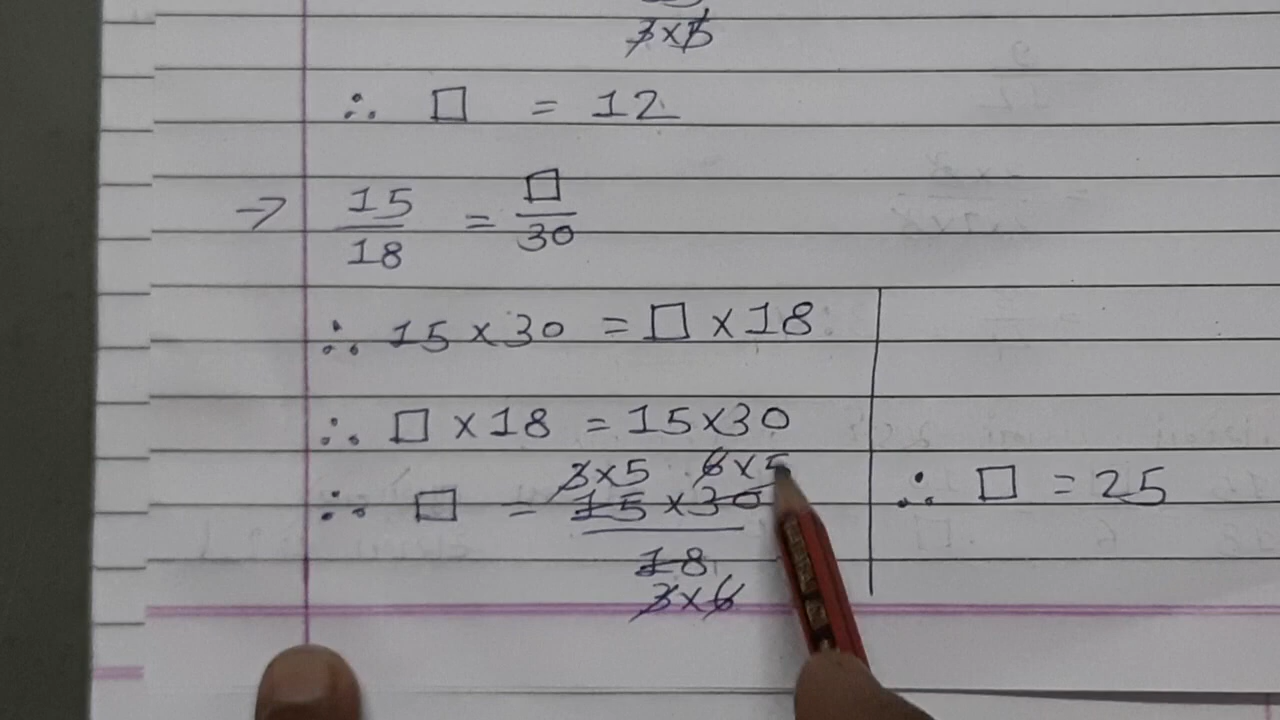 3×5
∴ □ = 12
→ 15/18 = □/30
∴ 15 × 30 = □ × 18
∴ □ × 18 = 15 × 30
3×5 6×5
∴ □ = 15 × 30
18
3×6
∴ □ = 25